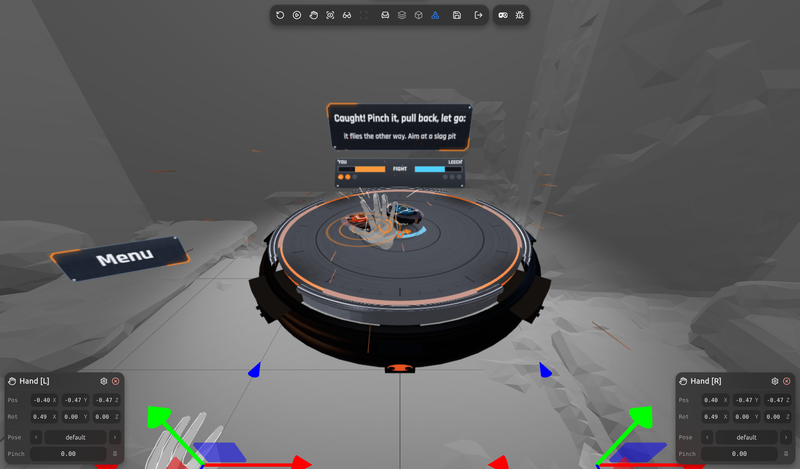 Caught! Pinch it, pull back, let go:
it flies the other way. Aim at a slag pit
YOU FIGHT LEECH
Menu
Hand [L]
Pos -0.40 X -0.47 Y -0.47 Z
Rot 0.49 X 0.00 Y 0.00 Z
Pose ‹ default ›
Pinch 0.00
Hand [R]
Pos 0.40 X -0.47 Y -0.47 Z
Rot 0.49 X 0.00 Y 0.00 Z
Pose ‹ default ›
Pinch 0.00